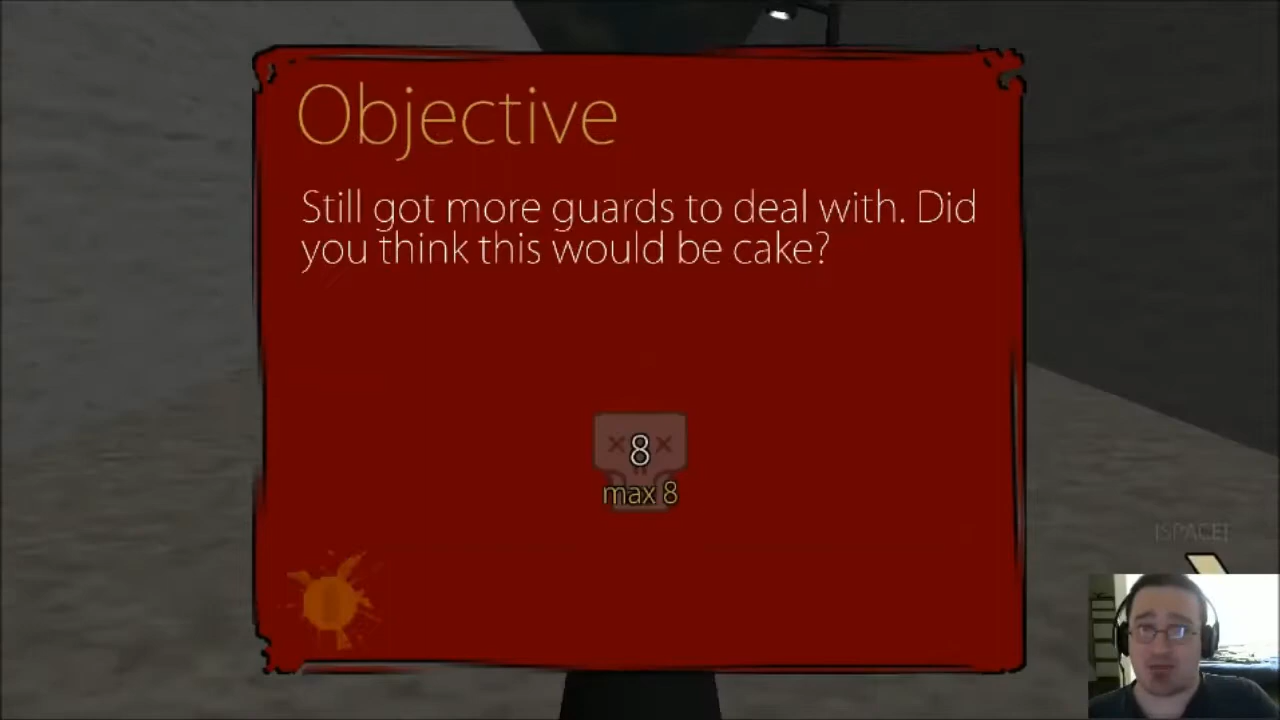 Objective
Still got more guards to deal with. Did
you think this would be cake?
8
max 8
[SPACE]